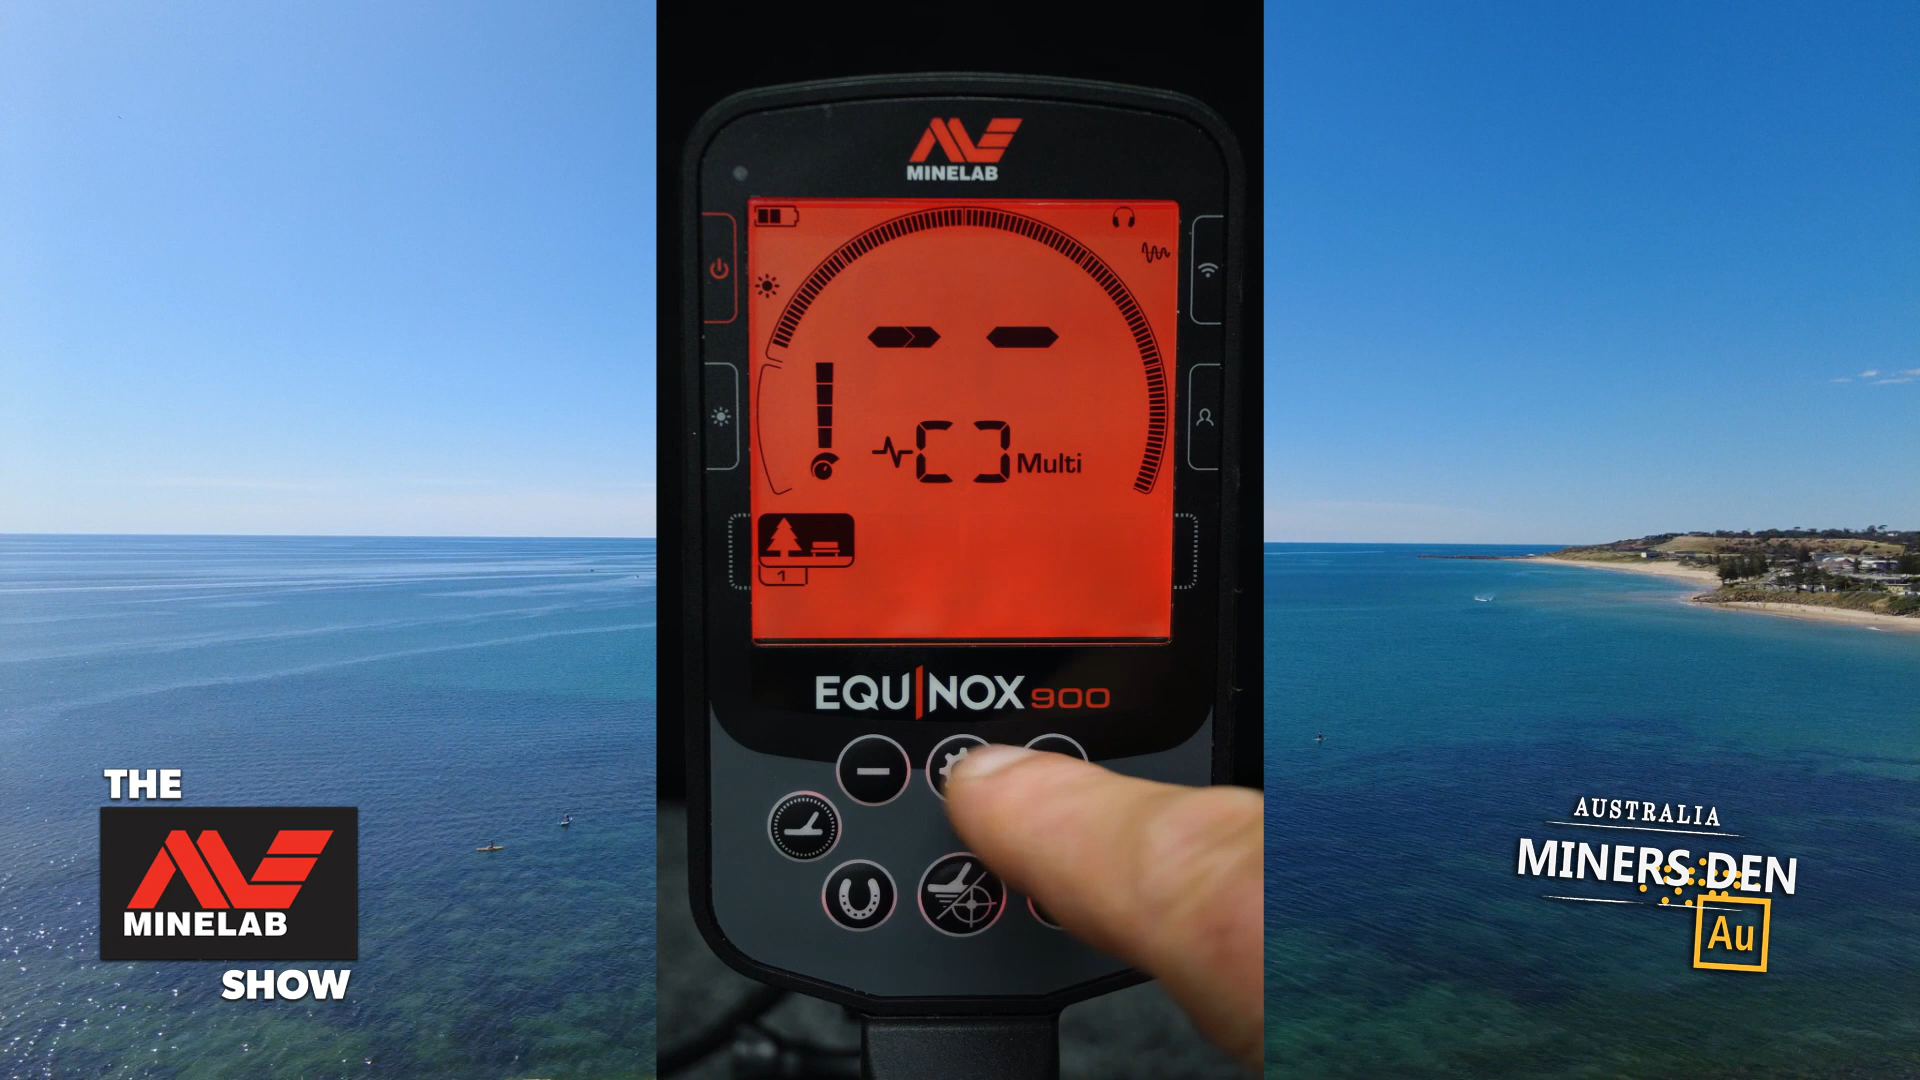 MINELAB
Multi
1
EQUINOX 900
THE
MINELAB
SHOW
AUSTRALIA
MINERS DEN
Au